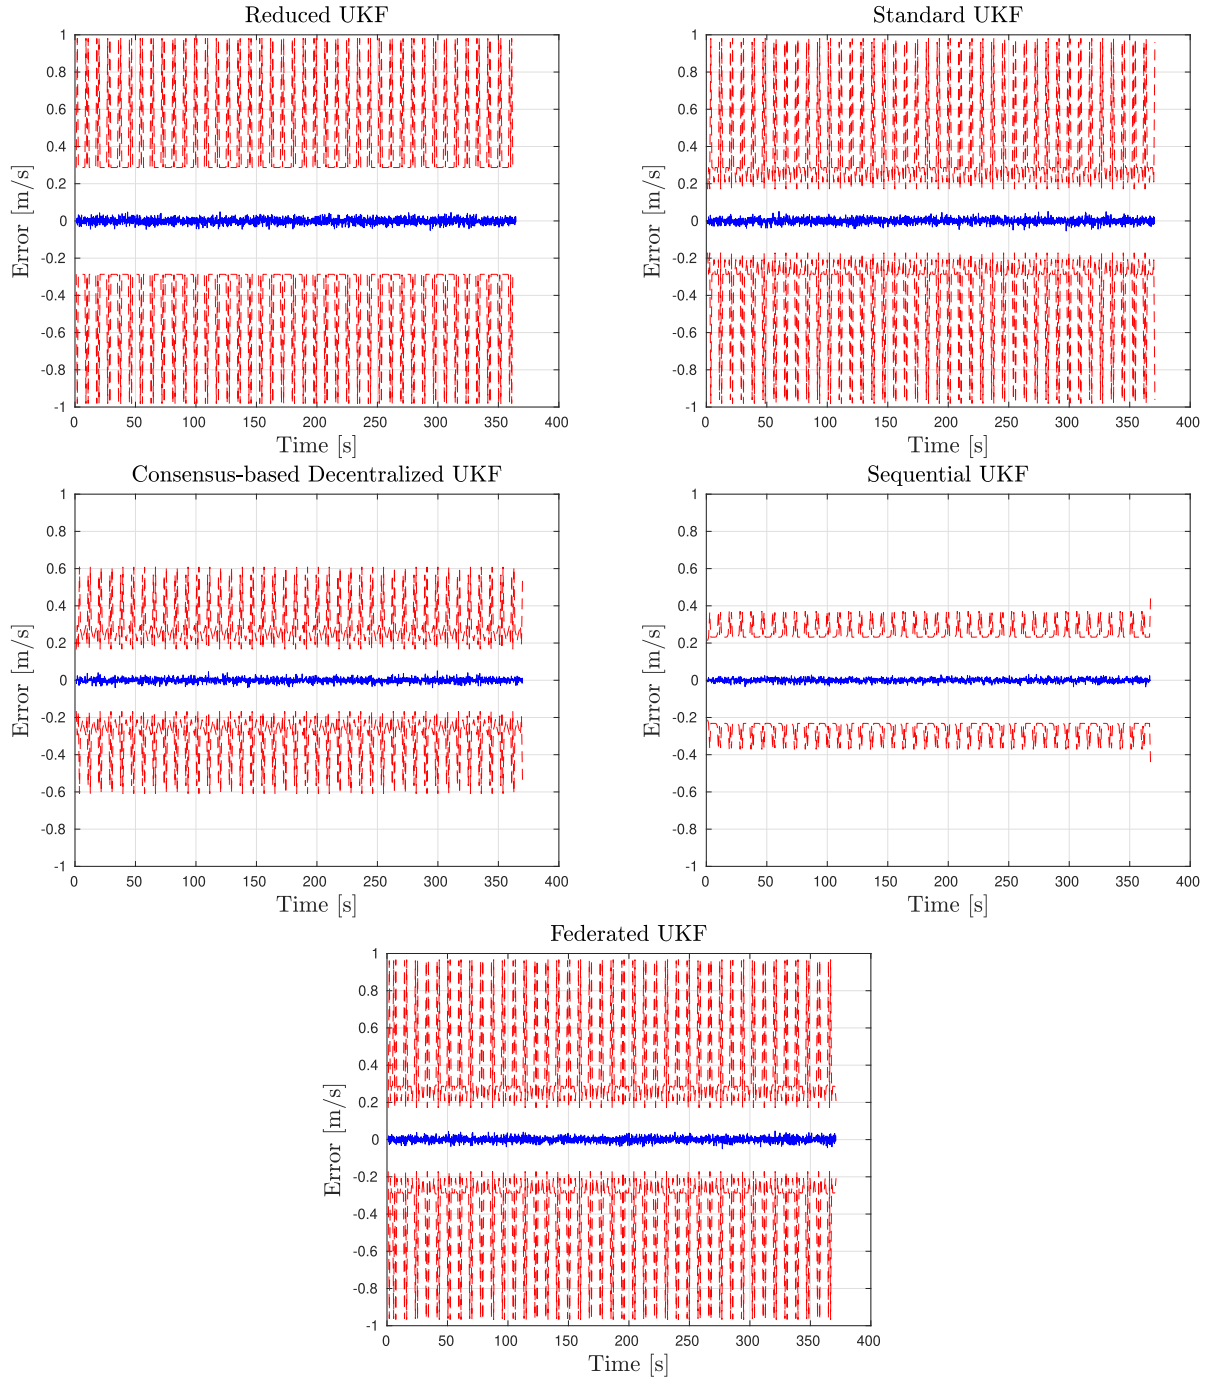 Reduced UKF
Error [m/s]
1
0.8
0.6
0.4
0.2
0
-0.2
-0.4
-0.6
-0.8
-1
0 50 100 150 200 250 300 350 400
Time [s]
Standard UKF
Error [m/s]
1
0.8
0.6
0.4
0.2
0
-0.2
-0.4
-0.6
-0.8
-1
0 50 100 150 200 250 300 350 400
Time [s]
Consensus-based Decentralized UKF
Error [m/s]
1
0.8
0.6
0.4
0.2
0
-0.2
-0.4
-0.6
-0.8
-1
0 50 100 150 200 250 300 350 400
Time [s]
Sequential UKF
Error [m/s]
1
0.8
0.6
0.4
0.2
0
-0.2
-0.4
-0.6
-0.8
-1
0 50 100 150 200 250 300 350 400
Time [s]
Federated UKF
Error [m/s]
1
0.8
0.6
0.4
0.2
0
-0.2
-0.4
-0.6
-0.8
-1
0 50 100 150 200 250 300 350 400
Time [s]